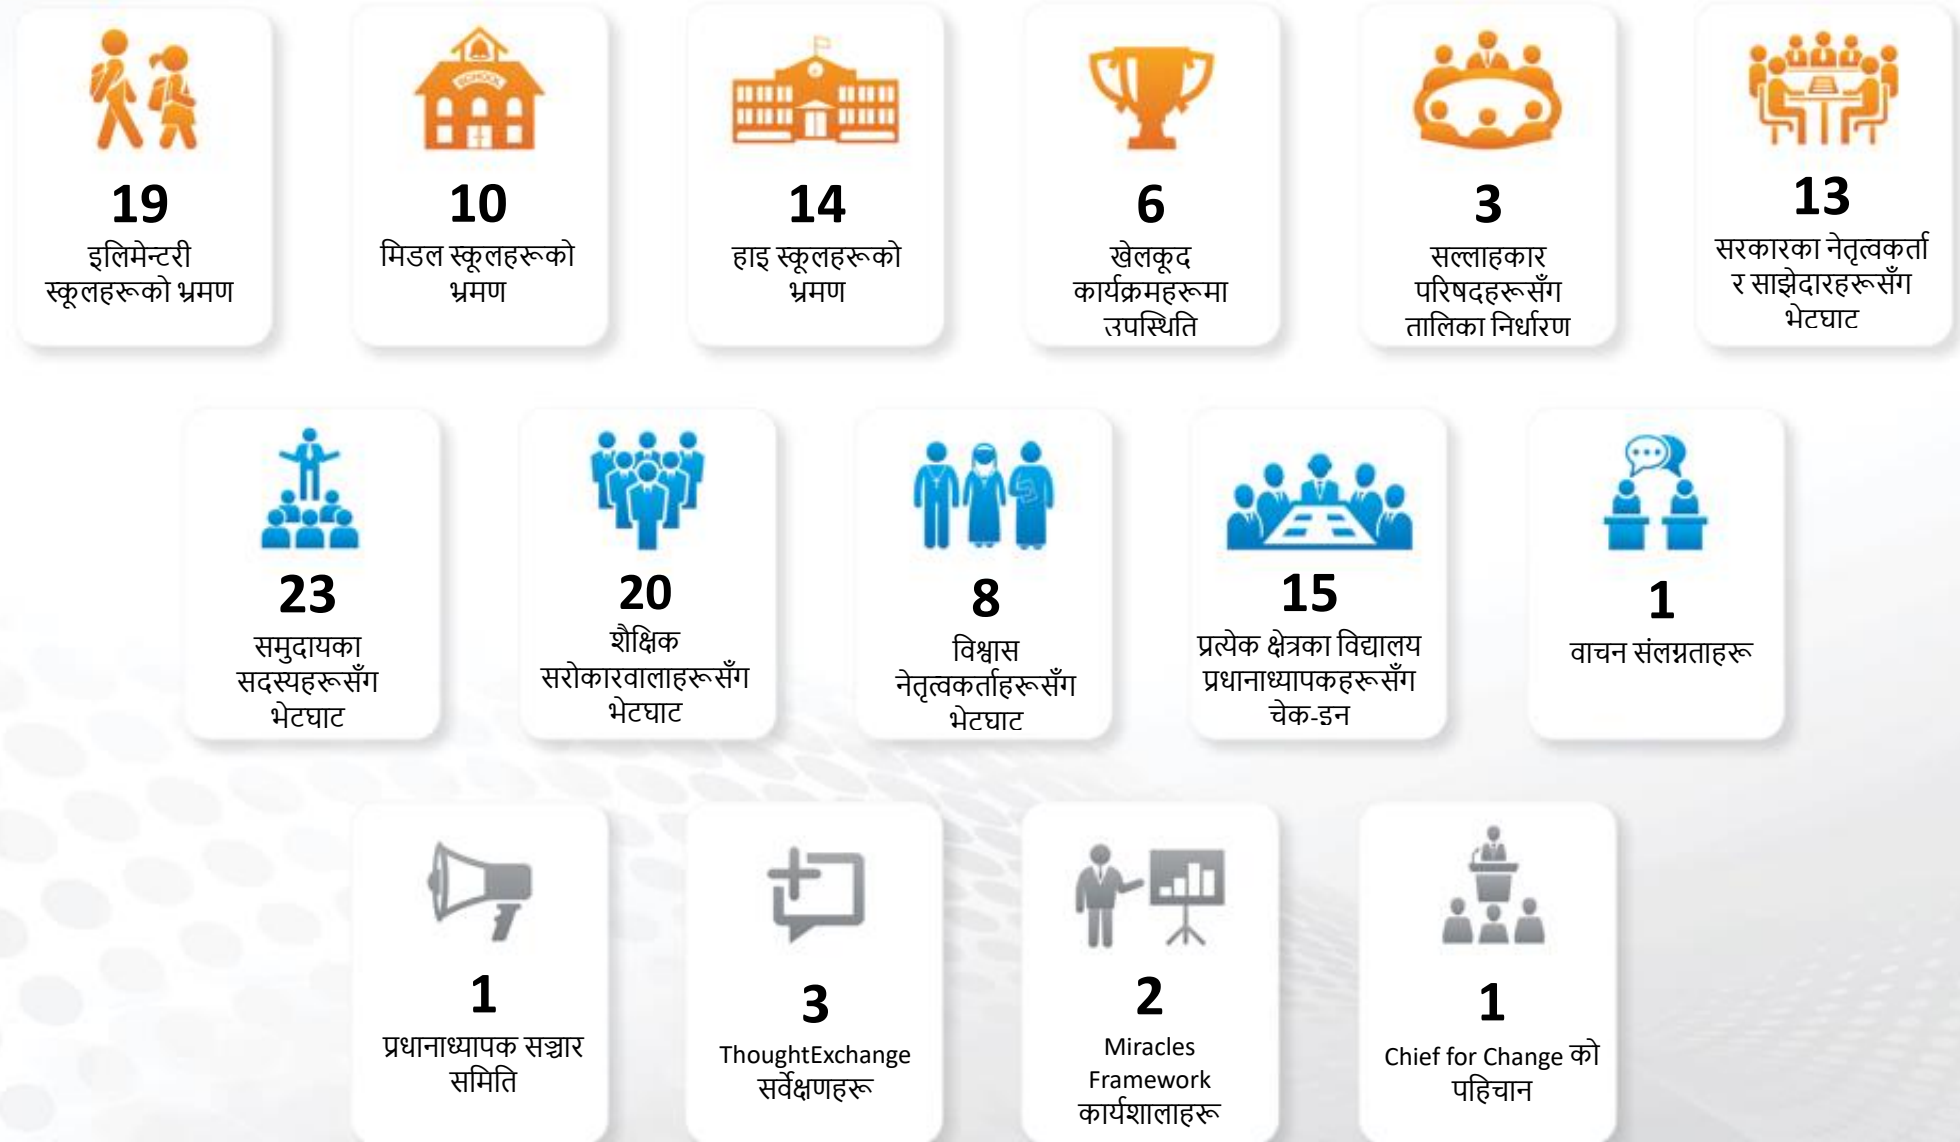 SCHOOL
19
इलिमेन्टरी
स्कूलहरूको भ्रमण
10
मिडल स्कूलहरूको
भ्रमण
14
हाइ स्कूलहरूको
भ्रमण
6
खेलकूद
कार्यक्रमहरूमा
उपस्थिति
3
सल्लाहकार
परिषदहरूसँग
तालिका निर्धारण
13
सरकारका नेतृत्वकर्ता
र साझेदारहरूसँग
भेटघाट
23
समुदायका
सदस्यहरूसँग
भेटघाट
20
शैक्षिक
सरोकारवालाहरूसँग
भेटघाट
8
विश्वास
नेतृत्वकर्ताहरूसँग
भेटघाट
15
प्रत्येक क्षेत्रका विद्यालय
प्रधानाध्यापकहरूसँग
चेक-इन
1
वाचन संलग्नताहरू
1
प्रधानाध्यापक सञ्चार
समिति
3
ThoughtExchange
सर्वेक्षणहरू
2
Miracles
Framework
कार्यशालाहरू
1
Chief for Change को
पहिचान